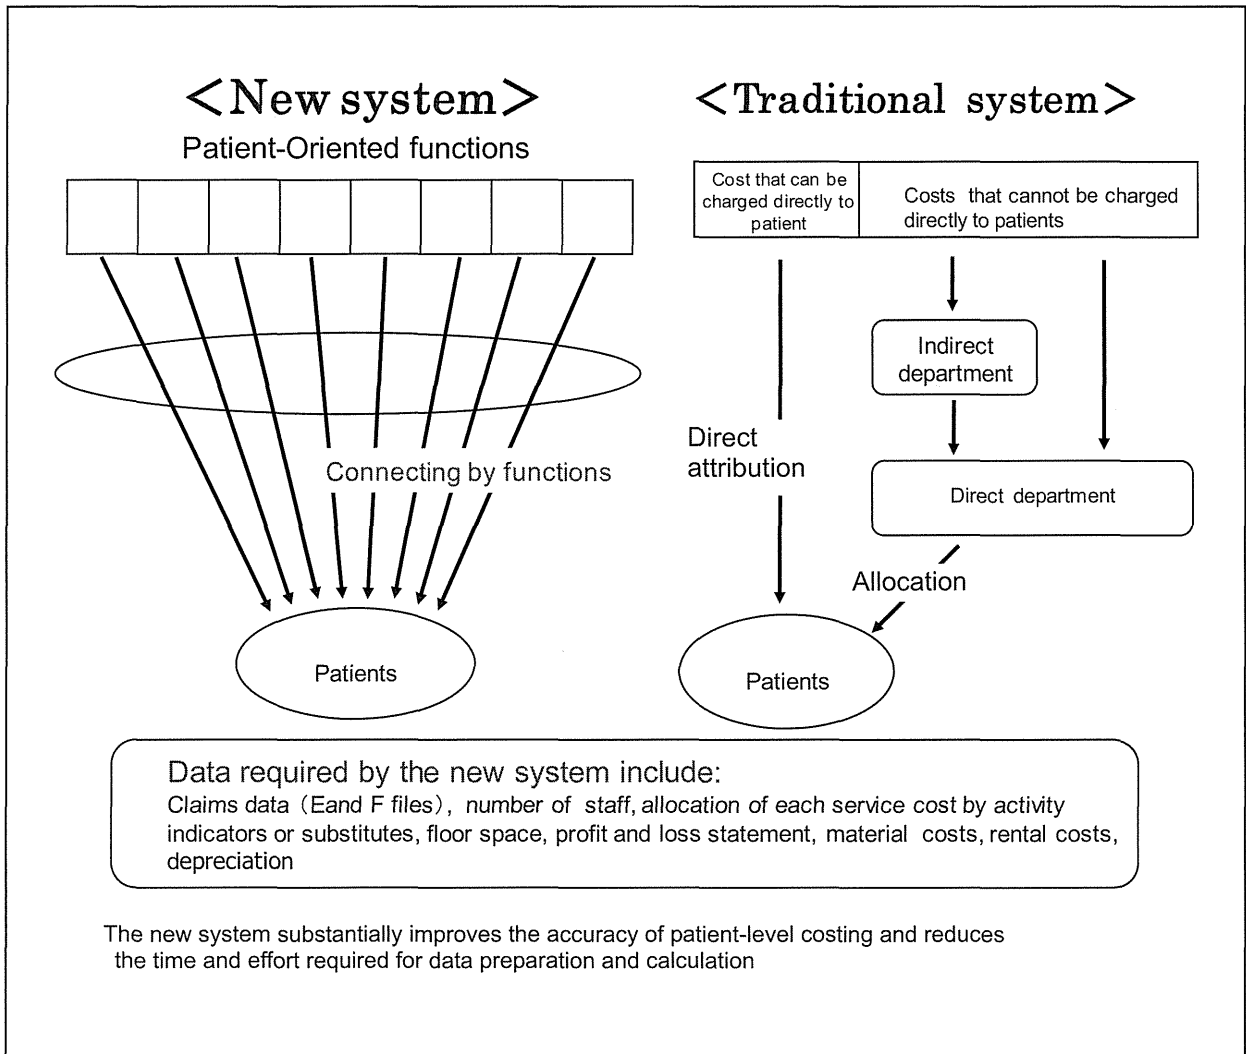 <New system>
Patient-Oriented functions
Connecting by functions
Patients
<Traditional system>
Cost that can be
charged directly to
patient
Costs that cannot be charged
directly to patients
Indirect
department
Direct
attribution
Direct department
Allocation
Patients
Data required by the new system include:
Claims data (Eand F files), number of staff, allocation of each service cost by activity
indicators or substitutes, floor space, profit and loss statement, material costs, rental costs,
depreciation
The new system substantially improves the accuracy of patient-level costing and reduces
the time and effort required for data preparation and calculation